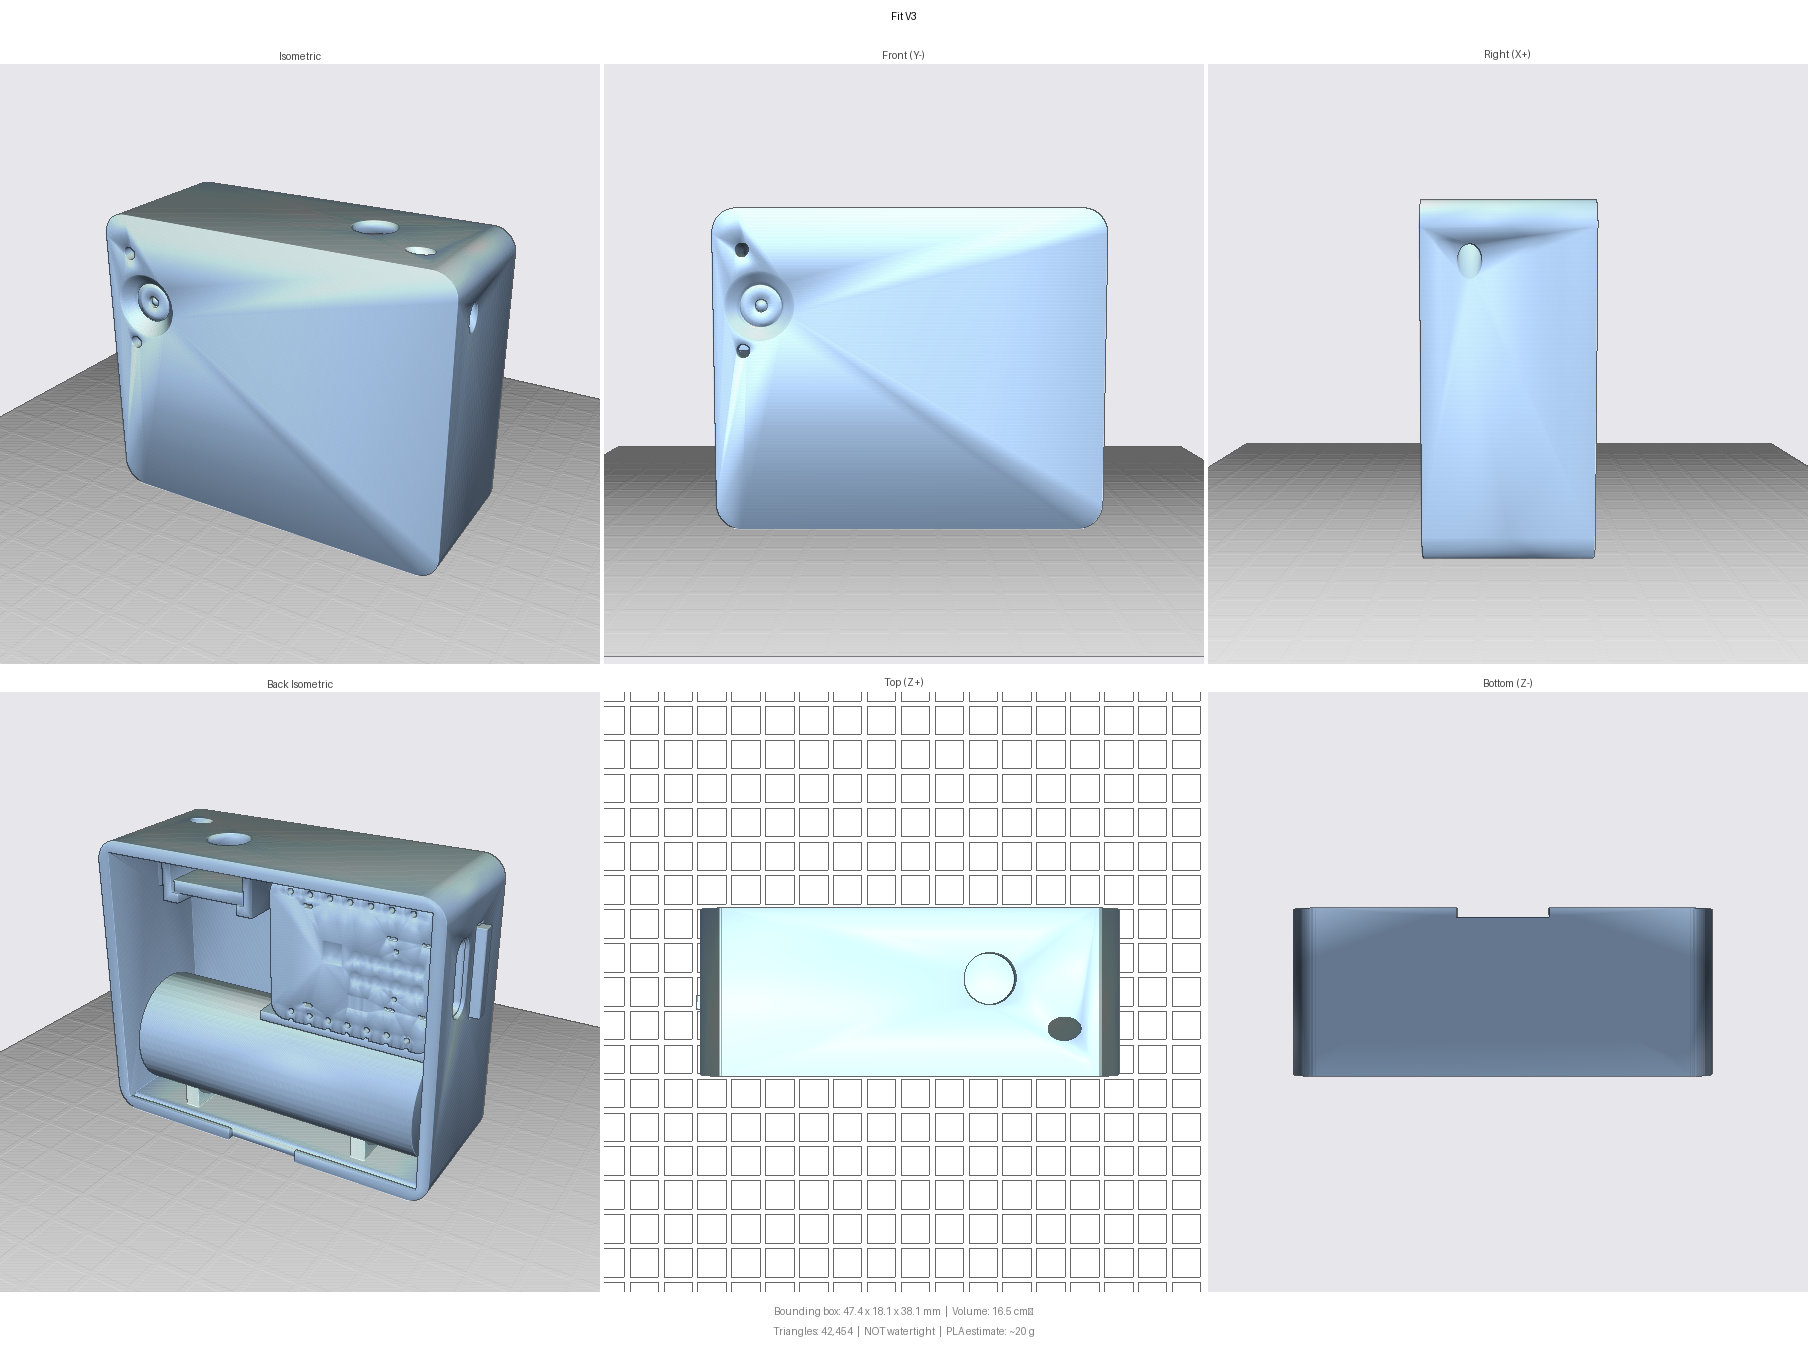 Fit V3
Isometric
Front (Y-)
Right (X+)
Back Isometric
Top (Z+)
Bottom (Z-)
Bounding box: 47.4 x 18.1 x 38.1 mm | Volume: 16.5 cm▯
Triangles: 42,454 | NOT watertight | PLA estimate: ~20 g